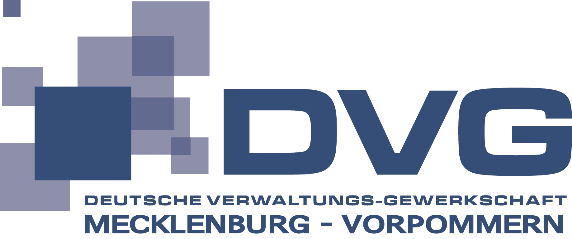 DVG
DEUTSCHE VERWALTUNGS-GEWERKSCHAFT
MECKLENBURG - VORPOMMERN